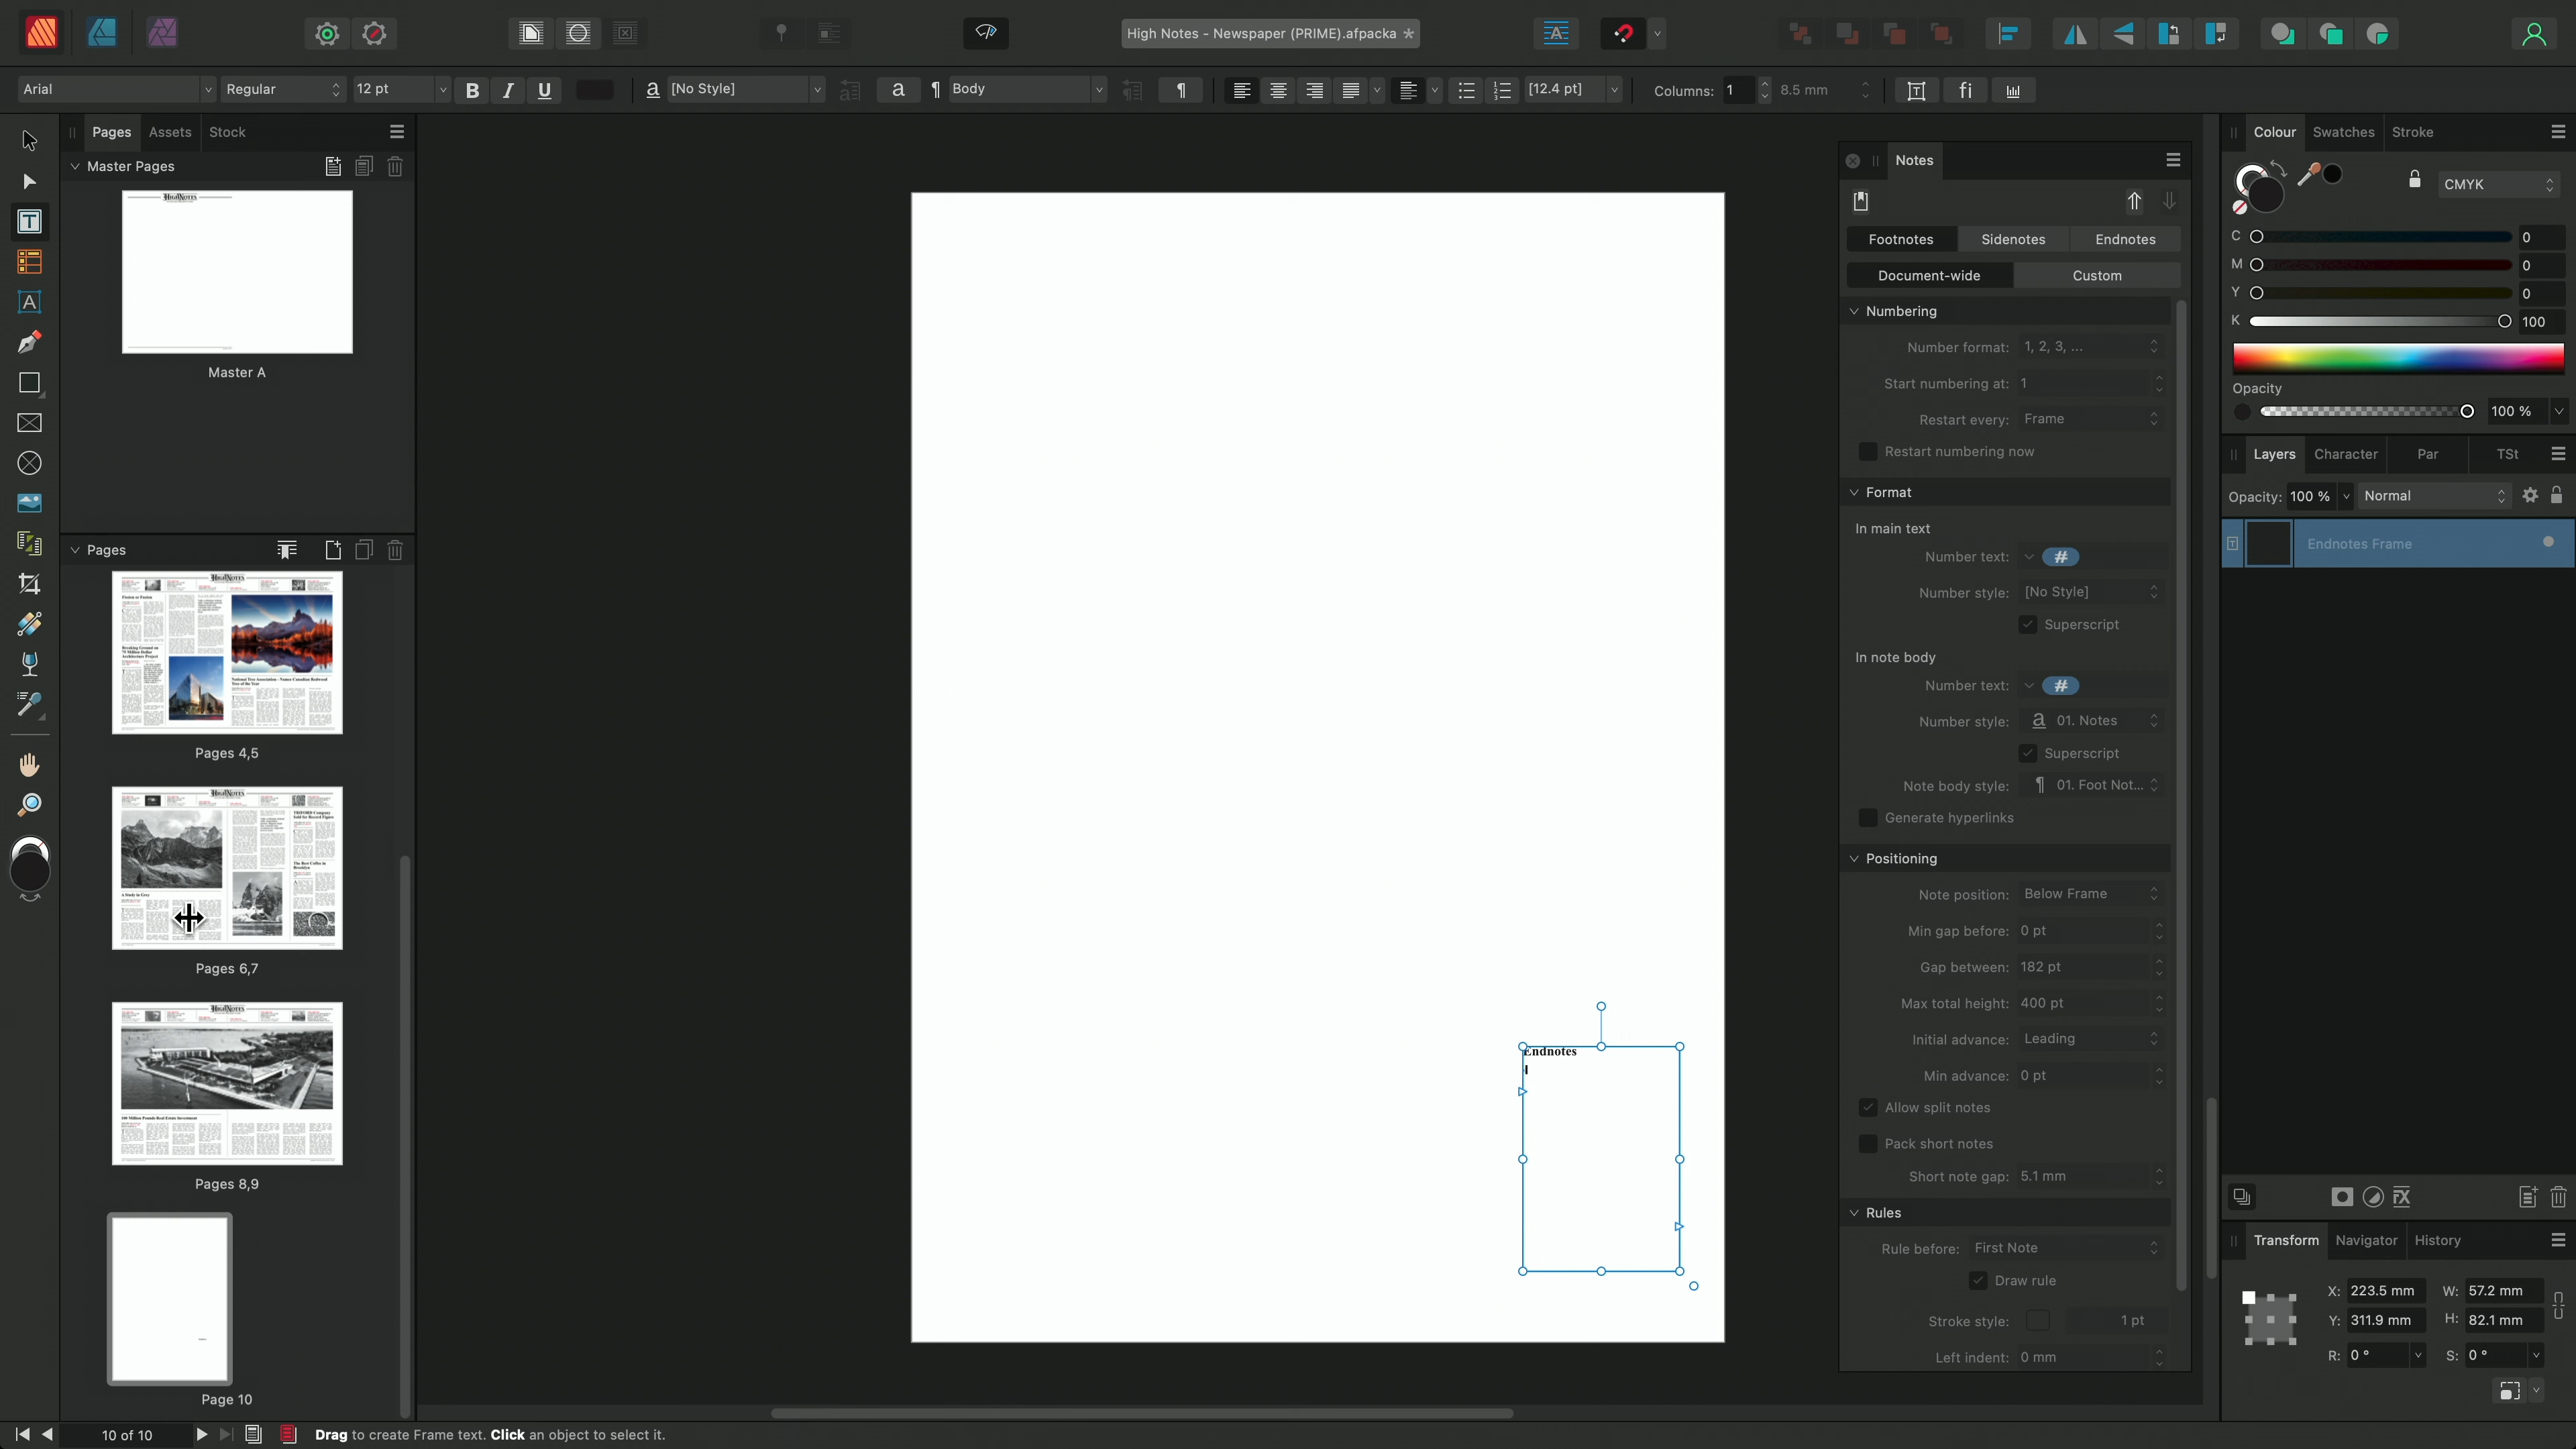 High Notes - Newspaper (PRIME).afpacka *
Arial
Regular
12 pt
B I U
a [No Style]
a
¶ Body
¶
[12.4 pt]
Columns: 1
8.5 mm
fi
Pages Assets Stock
Master Pages
HIGH NOTES
Master A
Pages
Pages 4,5
Pages 6,7
Pages 8,9
Page 10
10 of 10
Drag to create Frame text. Click an object to select it.
Endnotes
Notes
Footnotes Sidenotes Endnotes
Document-wide Custom
Numbering
Number format: 1, 2, 3, ...
Start numbering at: 1
Restart every: Frame
Restart numbering now
Format
In main text
Number text: #
Number style: [No Style]
Superscript
In note body
Number text: #
Number style: a 01. Notes
Superscript
Note body style: ¶ 01. Foot Not...
Generate hyperlinks
Positioning
Note position: Below Frame
Min gap before: 0 pt
Gap between: 182 pt
Max total height: 400 pt
Initial advance: Leading
Min advance: 0 pt
Allow split notes
Pack short notes
Short note gap: 5.1 mm
Rules
Rule before: First Note
Draw rule
Stroke style: 1 pt
Left indent: 0 mm
Colour Swatches Stroke
CMYK
C 0
M 0
Y 0
K 100
Opacity
100 %
Layers Character Par TSt
Opacity: 100 % Normal
Endnotes Frame
Transform Navigator History
X: 223.5 mm W: 57.2 mm
Y: 311.9 mm H: 82.1 mm
R: 0 ° S: 0 °